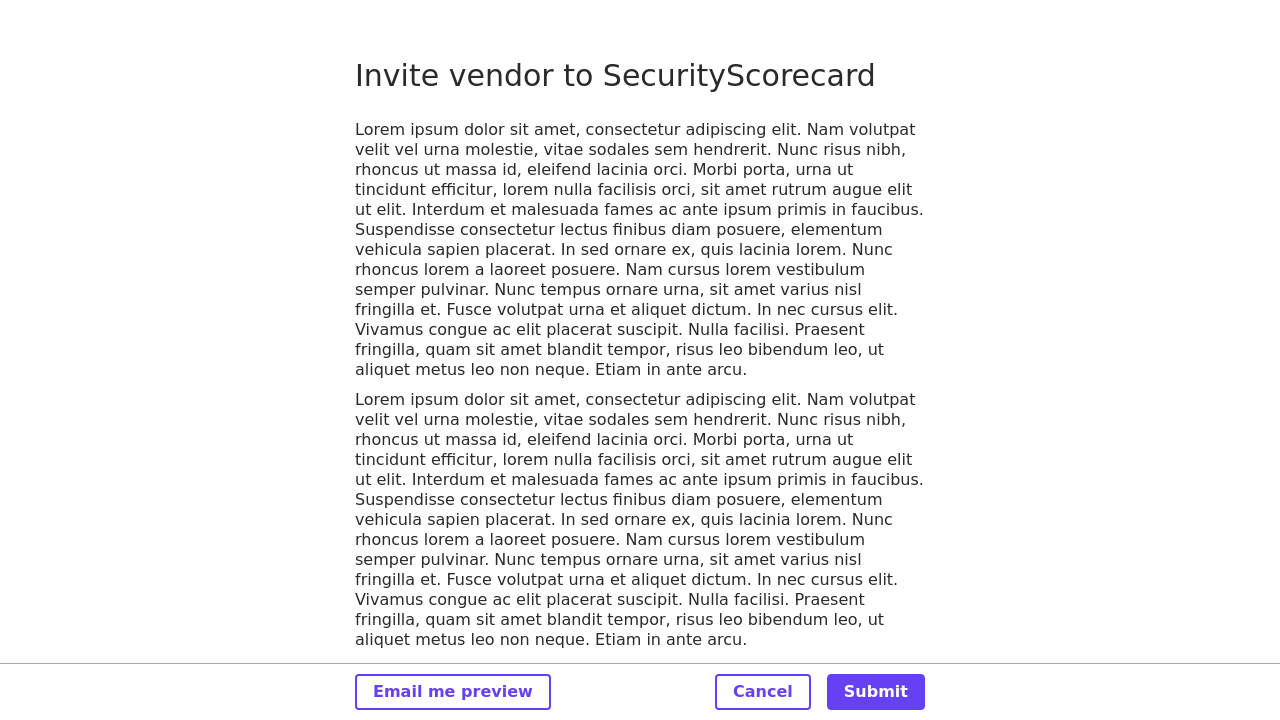 Invite vendor to SecurityScorecard
Lorem ipsum dolor sit amet, consectetur adipiscing elit. Nam volutpat
velit vel urna molestie, vitae sodales sem hendrerit. Nunc risus nibh,
rhoncus ut massa id, eleifend lacinia orci. Morbi porta, urna ut
tincidunt efficitur, lorem nulla facilisis orci, sit amet rutrum augue elit
ut elit. Interdum et malesuada fames ac ante ipsum primis in faucibus.
Suspendisse consectetur lectus finibus diam posuere, elementum
vehicula sapien placerat. In sed ornare ex, quis lacinia lorem. Nunc
rhoncus lorem a laoreet posuere. Nam cursus lorem vestibulum
semper pulvinar. Nunc tempus ornare urna, sit amet varius nisl
fringilla et. Fusce volutpat urna et aliquet dictum. In nec cursus elit.
Vivamus congue ac elit placerat suscipit. Nulla facilisi. Praesent
fringilla, quam sit amet blandit tempor, risus leo bibendum leo, ut
aliquet metus leo non neque. Etiam in ante arcu.
Lorem ipsum dolor sit amet, consectetur adipiscing elit. Nam volutpat
velit vel urna molestie, vitae sodales sem hendrerit. Nunc risus nibh,
rhoncus ut massa id, eleifend lacinia orci. Morbi porta, urna ut
tincidunt efficitur, lorem nulla facilisis orci, sit amet rutrum augue elit
ut elit. Interdum et malesuada fames ac ante ipsum primis in faucibus.
Suspendisse consectetur lectus finibus diam posuere, elementum
vehicula sapien placerat. In sed ornare ex, quis lacinia lorem. Nunc
rhoncus lorem a laoreet posuere. Nam cursus lorem vestibulum
semper pulvinar. Nunc tempus ornare urna, sit amet varius nisl
fringilla et. Fusce volutpat urna et aliquet dictum. In nec cursus elit.
Vivamus congue ac elit placerat suscipit. Nulla facilisi. Praesent
fringilla, quam sit amet blandit tempor, risus leo bibendum leo, ut
aliquet metus leo non neque. Etiam in ante arcu.
Email me preview Cancel Submit